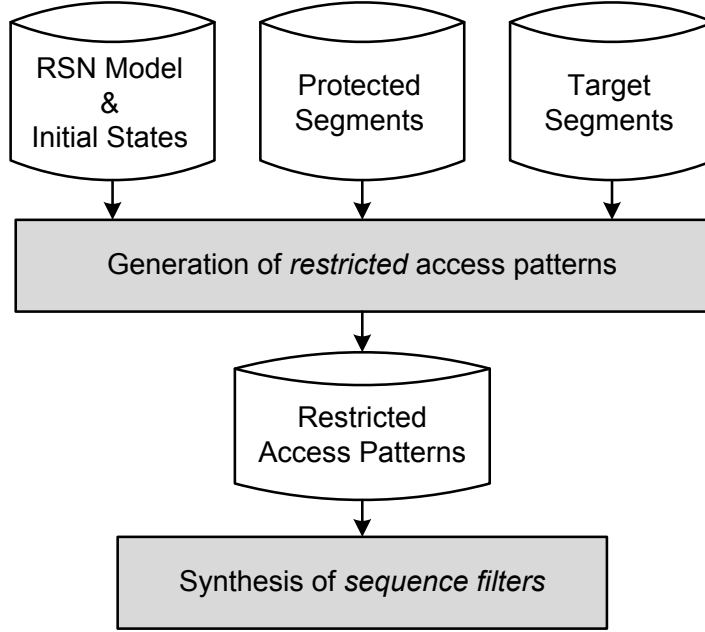 RSN Model
&
Initial States
Protected
Segments
Target
Segments
Generation of restricted access patterns
Restricted
Access Patterns
Synthesis of sequence filters